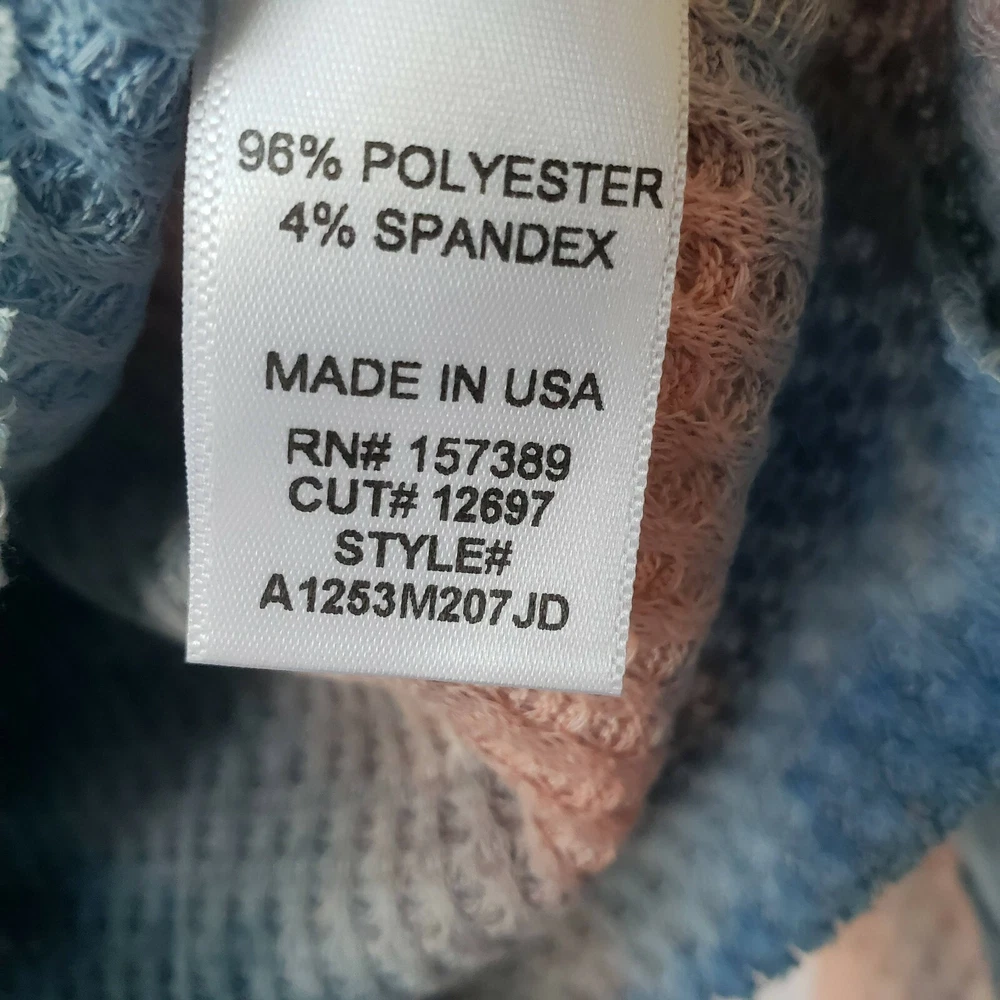 96% POLYESTER
4% SPANDEX
MADE IN USA
RN# 157389
CUT# 12697
STYLE#
A1253M207JD